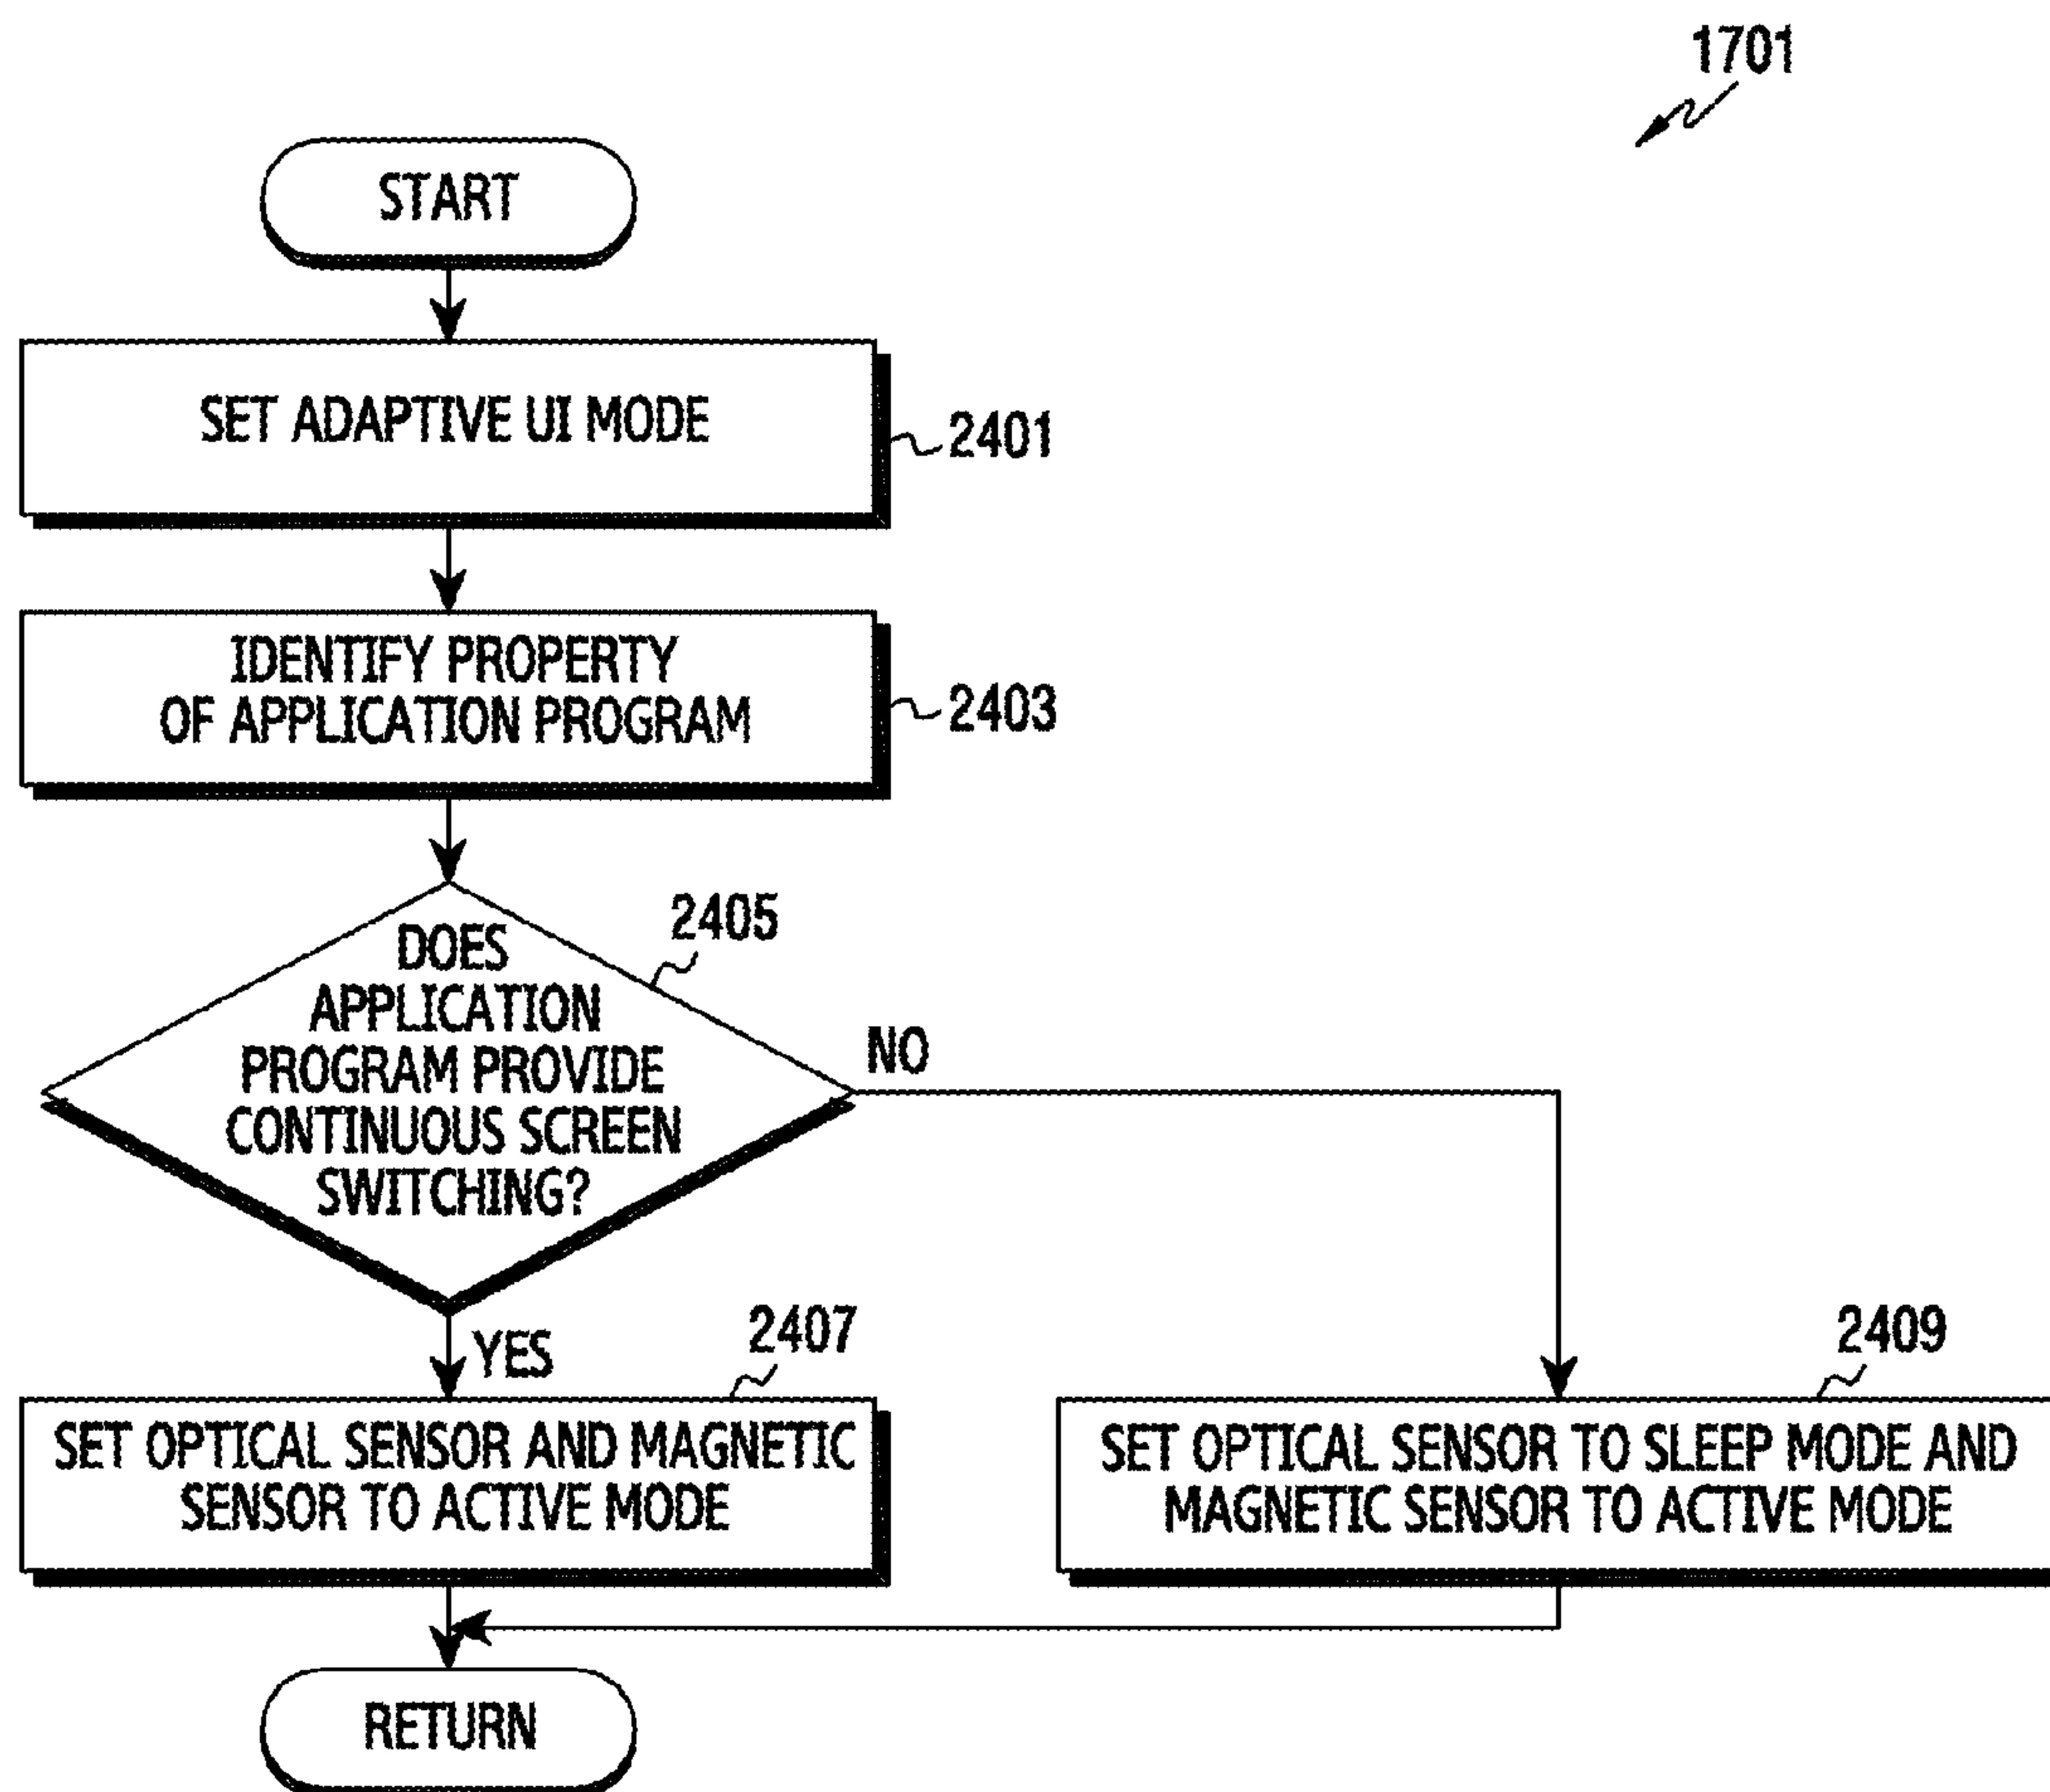 1701
START
SET ADAPTIVE UI MODE
2401
IDENTIFY PROPERTY
OF APPLICATION PROGRAM
2403
2405
DOES
APPLICATION
PROGRAM PROVIDE
CONTINUOUS SCREEN
SWITCHING?
NO
YES
2407
SET OPTICAL SENSOR AND MAGNETIC
SENSOR TO ACTIVE MODE
2409
SET OPTICAL SENSOR TO SLEEP MODE AND
MAGNETIC SENSOR TO ACTIVE MODE
RETURN